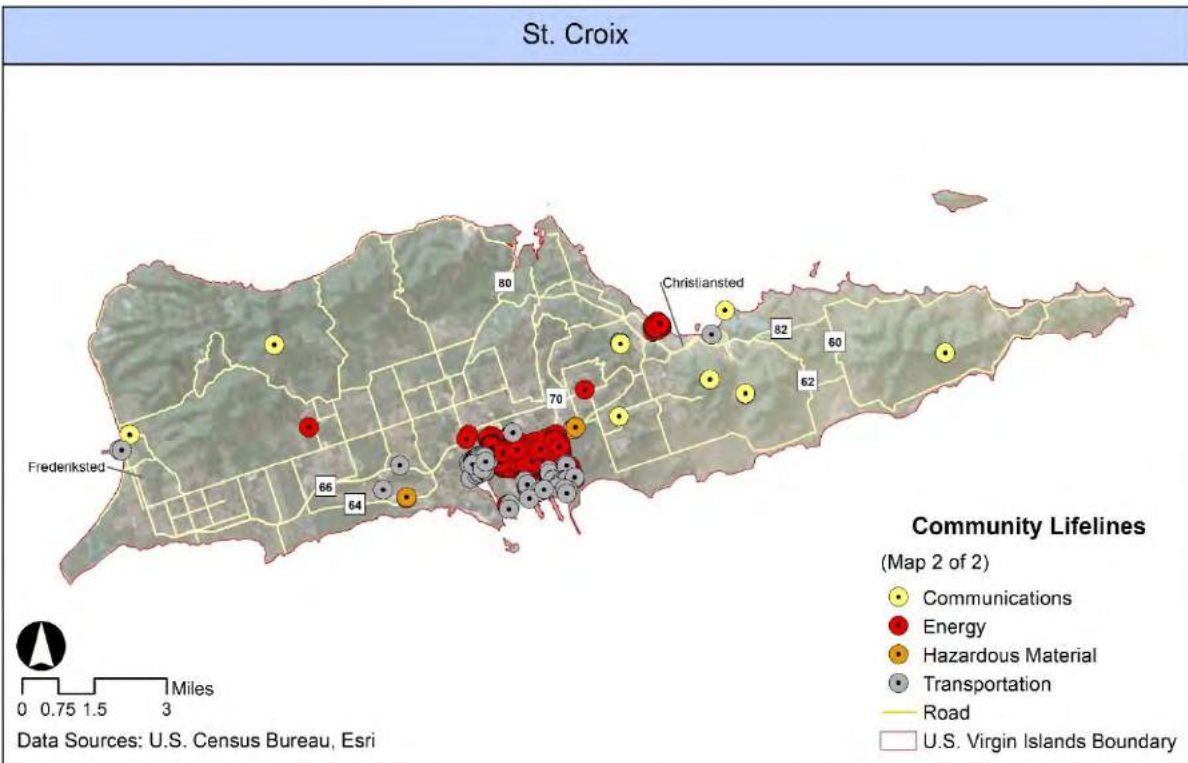 St. Croix
80
Christiansted
82
60
62
70
Frederiksted
66
64
Community Lifelines
(Map 2 of 2)
Communications
Energy
Hazardous Material
Transportation
Road
U.S. Virgin Islands Boundary
Miles
0 0.75 1.5 3
Data Sources: U.S. Census Bureau, Esri